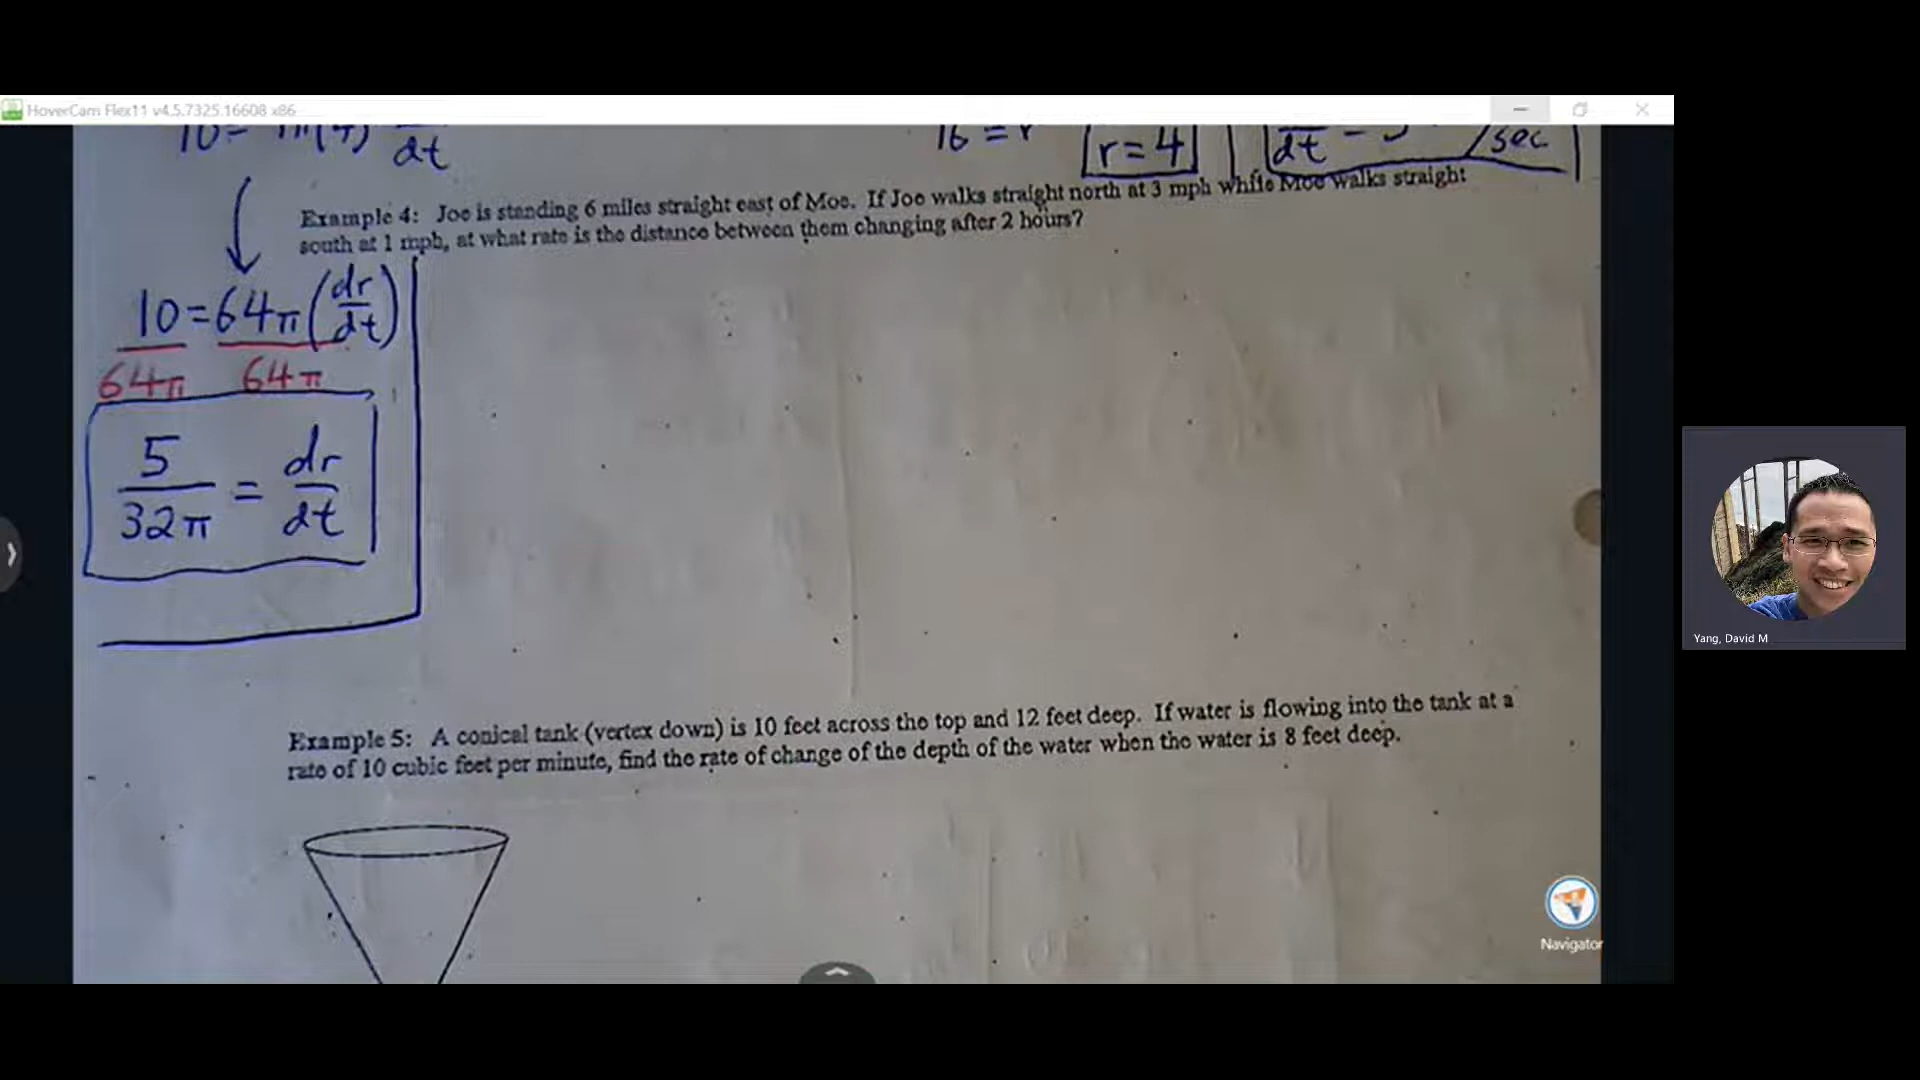 HoverCam Flex11 v4.5.7325.16608 x86
dt
16 = r
r=4
dt
/sec
Example 4: Joe is standing 6 miles straight east of Moe. If Joe walks straight north at 3 mph while Moe walks straight
south at 1 mph, at what rate is the distance between them changing after 2 hours?
10=64π(dr/dt)
64π 64π
5/32π = dr/dt
Yang, David M
Example 5: A conical tank (vertex down) is 10 feet across the top and 12 feet deep. If water is flowing into the tank at a
rate of 10 cubic feet per minute, find the rate of change of the depth of the water when the water is 8 feet deep.
Navigator